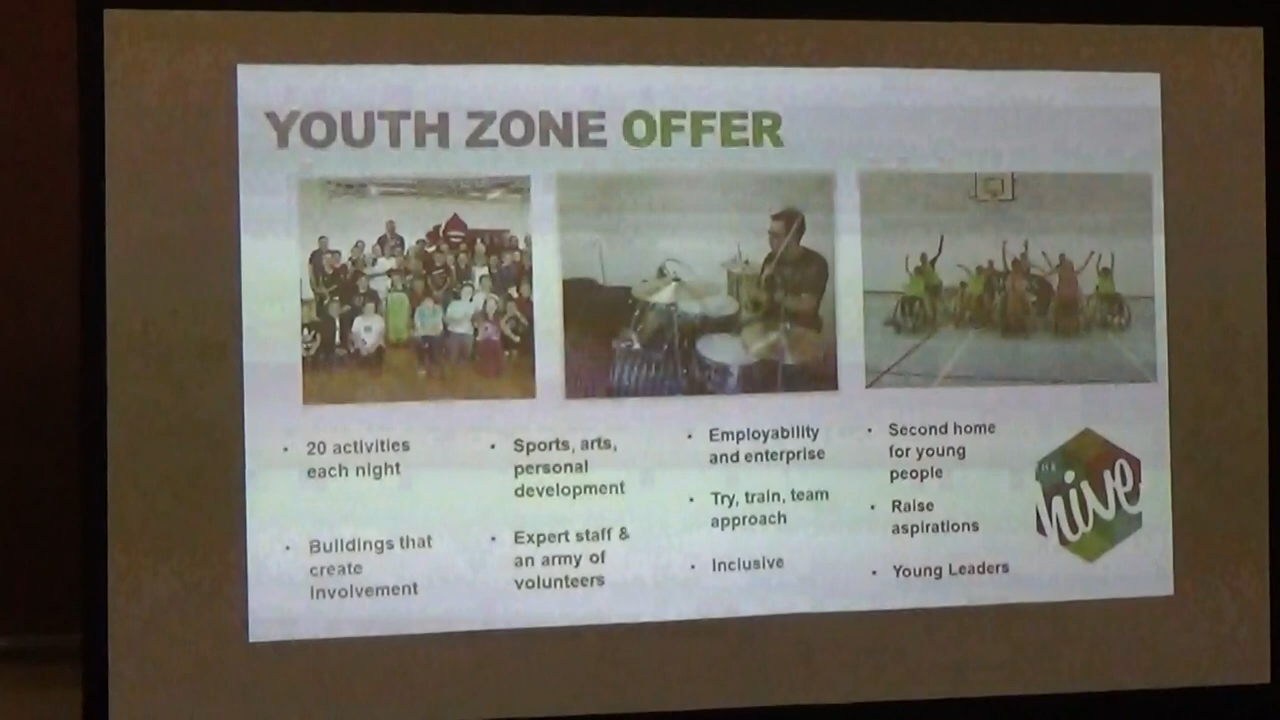 YOUTH ZONE OFFER
20 activities
each night
Buildings that
create
Involvement
Sports, arts,
personal
development
Expert staff &
an army of
volunteers
Employability
and enterprise
Try, train, team
approach
Inclusive
Second home
for young
people
Raise
aspirations
Young Leaders
THE
hive